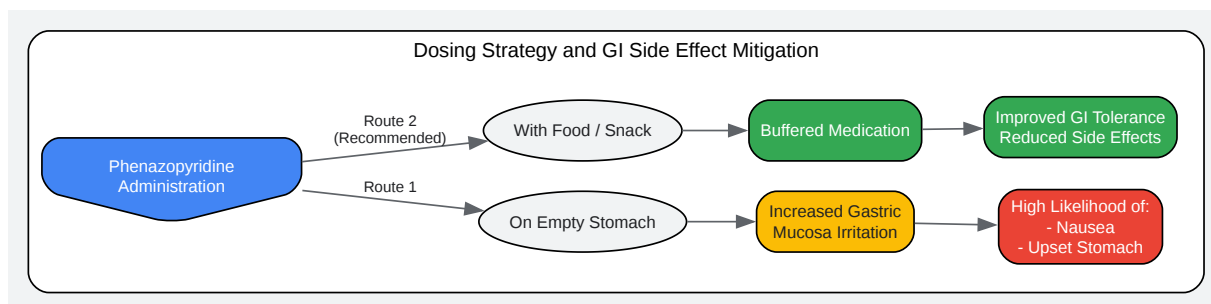 Dosing Strategy and GI Side Effect Mitigation
Phenazopyridine
Administration
Route 2
(Recommended)
With Food / Snack
Buffered Medication
Improved GI Tolerance
Reduced Side Effects
Route 1
On Empty Stomach
Increased Gastric
Mucosa Irritation
High Likelihood of:
- Nausea
- Upset Stomach